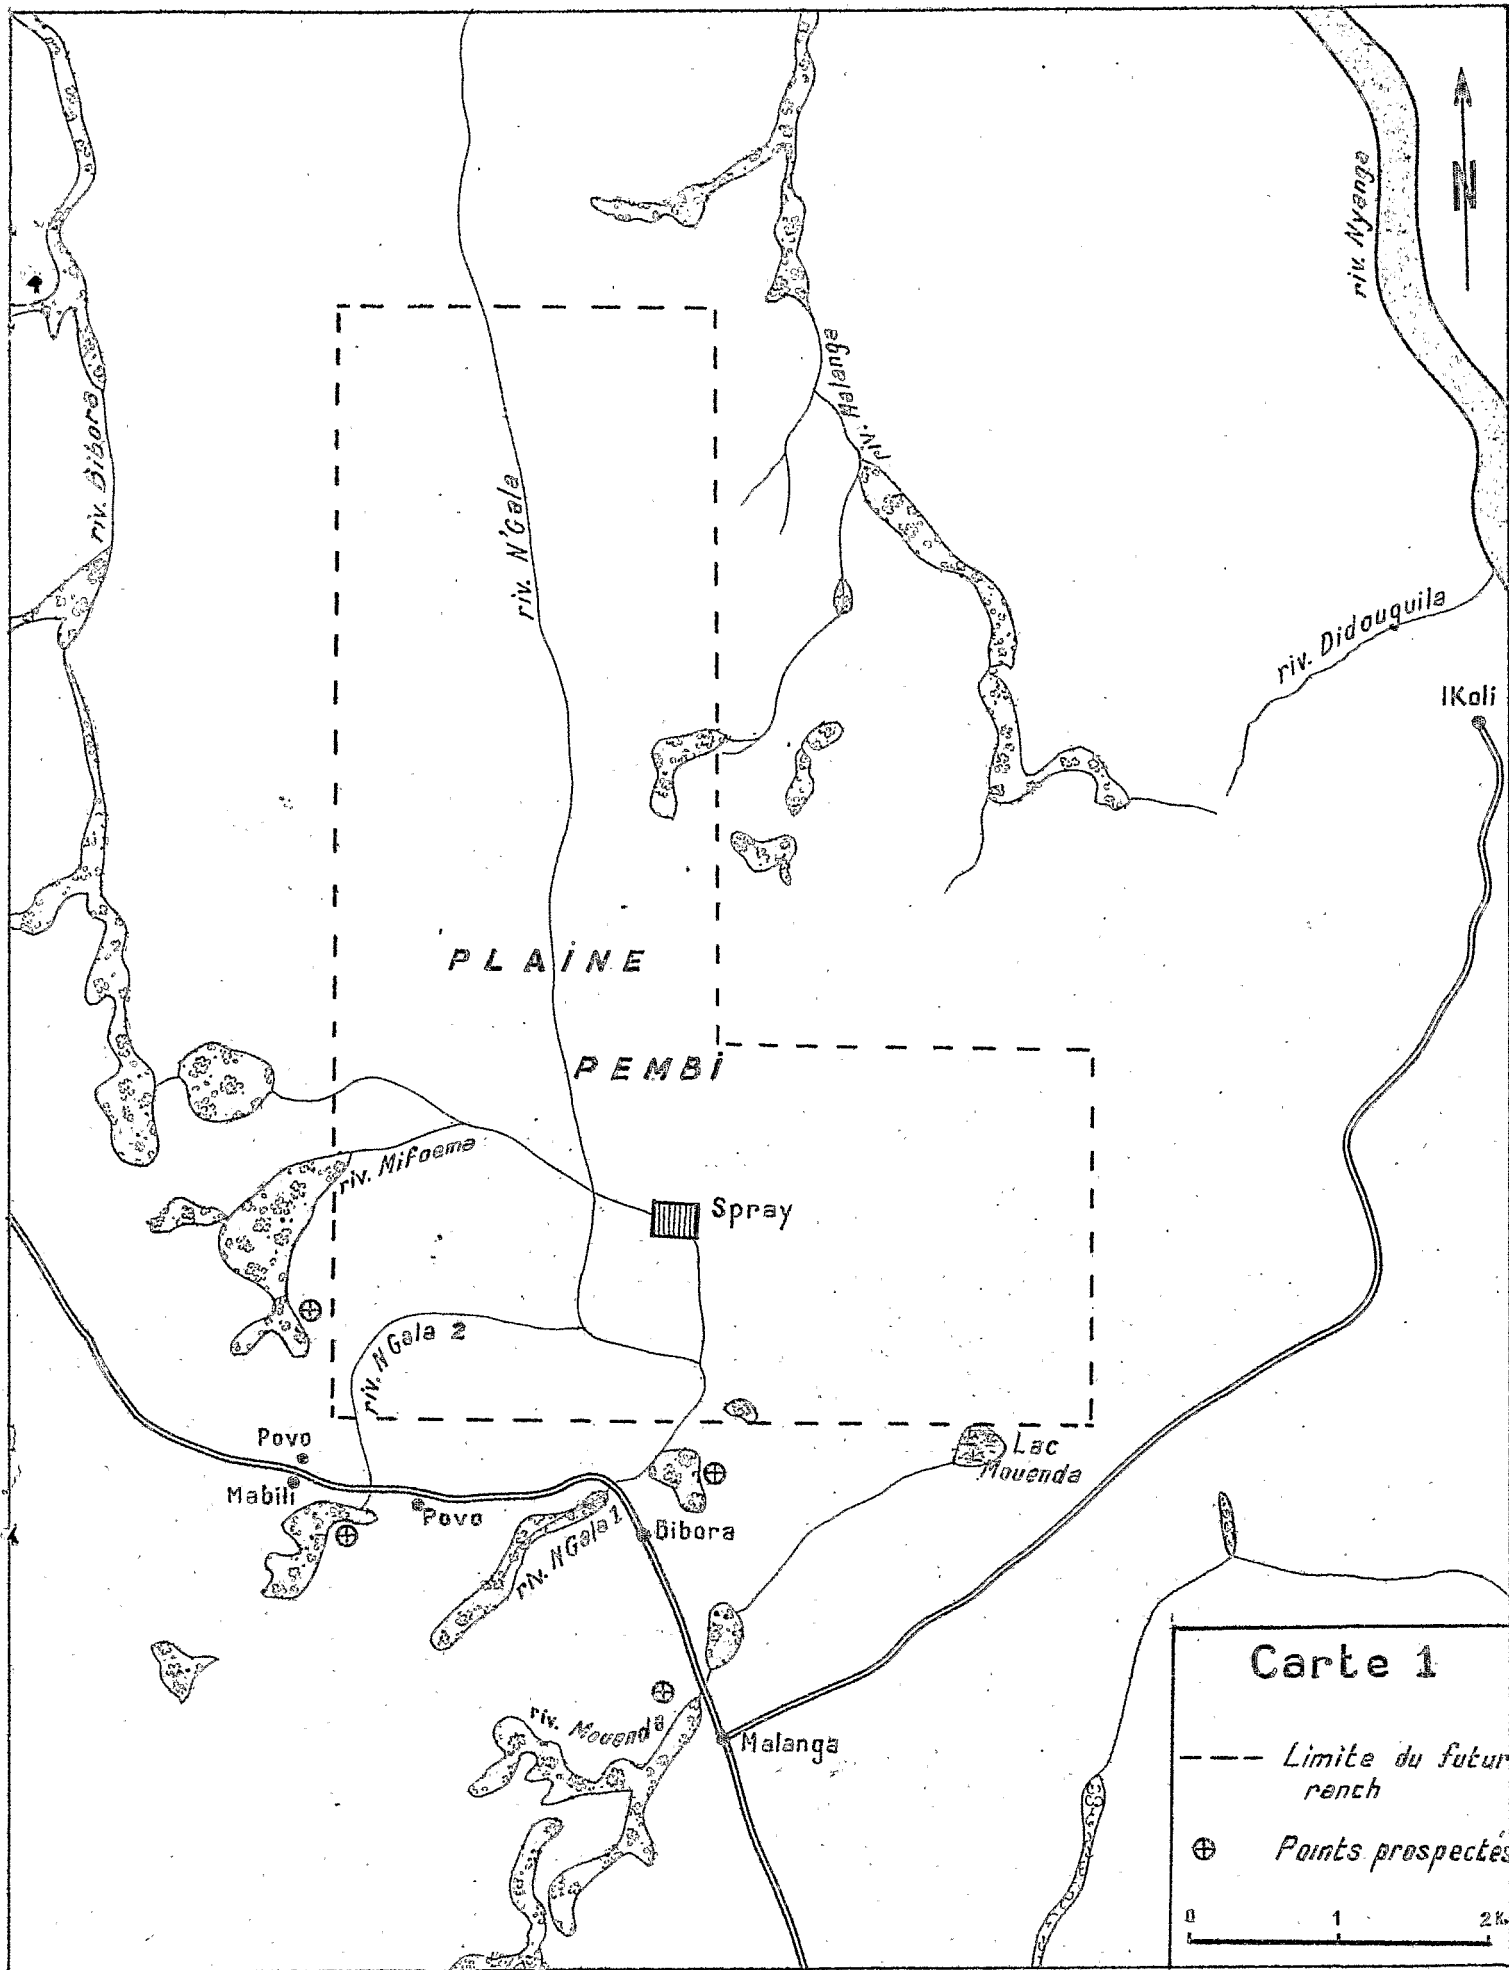 N
riv. Nyanga
riv. Malanga
riv. Bibora
riv. N'Gala
riv. Didouguila
IKoli
PLAINE
PEMBI
riv. Mifoema
Spray
riv. N Gala 2
Povo
Mabili
Povo
Lac
Mouenda
Bibora
riv. N Gala 1
riv. Mouenda
Malanga
Carte 1
Limite du futur
ranch
Points prospectés
0 1 2 K.